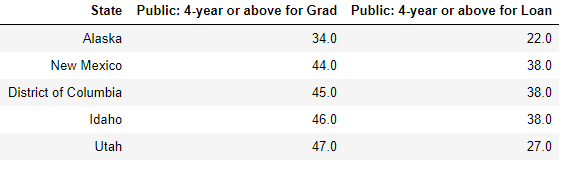 State Public: 4-year or above for Grad Public: 4-year or above for Loan
Alaska 34.0 22.0
New Mexico 44.0 38.0
District of Columbia 45.0 38.0
Idaho 46.0 38.0
Utah 47.0 27.0